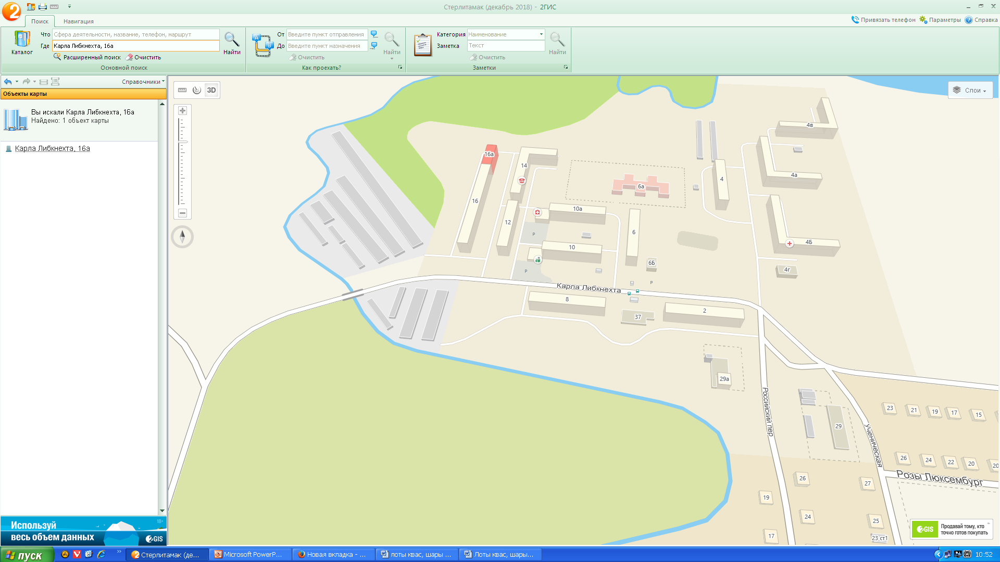 Стерлитамак (декабрь 2018) - 2ГИС
Поиск
Навигация
Привязать телефон
Параметры
Справка
Каталог
Что
Сфера деятельности, название, телефон, маршрут
Где
Карла Либкнехта, 16а
Расширенный поиск
Очистить
Найти
Основной поиск
От
Введите пункт отправления
До
Введите пункт назначения
Очистить
Найти
Как проехать?
Категория
Наименование
Заметка
Текст
Очистить
Найти
Заметки
Справочники
Объекты карты
Вы искали Карла Либкнехта, 16а
Найдено: 1 объект карты
Карла Либкнехта, 16а
3D
Слои
4в
16а
14
4
4а
6а
16
10а
12
6
P
10
4Б
6Б
4г
P
P
Карла Либкнехта
8
2
37
29а
Российский пер
Ученическая
29
23
21
19
17
15
26
24
22
20
20
Розы Люксембург
26
27
19
24
25
17
23 ст1
Используй
весь объем данных
18+
2GIS
2GIS
Продавай тому, кто
точно готов покупать
пуск
Стерлитамак (де...
Microsoft PowerP...
Новая вкладка - ...
лоты квас, шары ...
Лоты квас, шары...
10:52